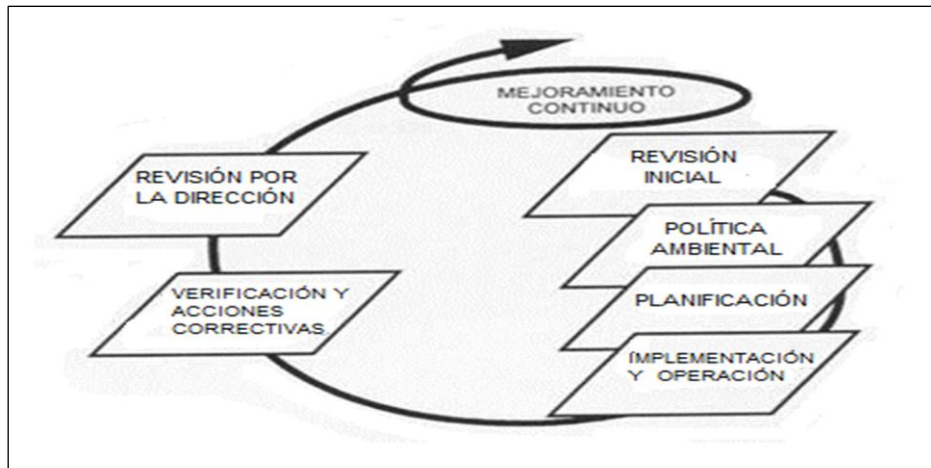 MEJORAMIENTO
CONTINUO
REVISIÓN
INICIAL
POLÍTICA
AMBIENTAL
PLANIFICACIÓN
IMPLEMENTACIÓN
Y OPERACIÓN
VERIFICACIÓN Y
ACCIONES
CORRECTIVAS.
REVISIÓN POR
LA DIRECCIÓN